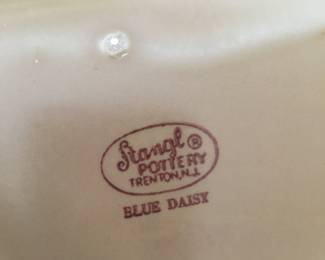 Stangl ®
POTTERY
TRENTON, N.J.
BLUE DAISY